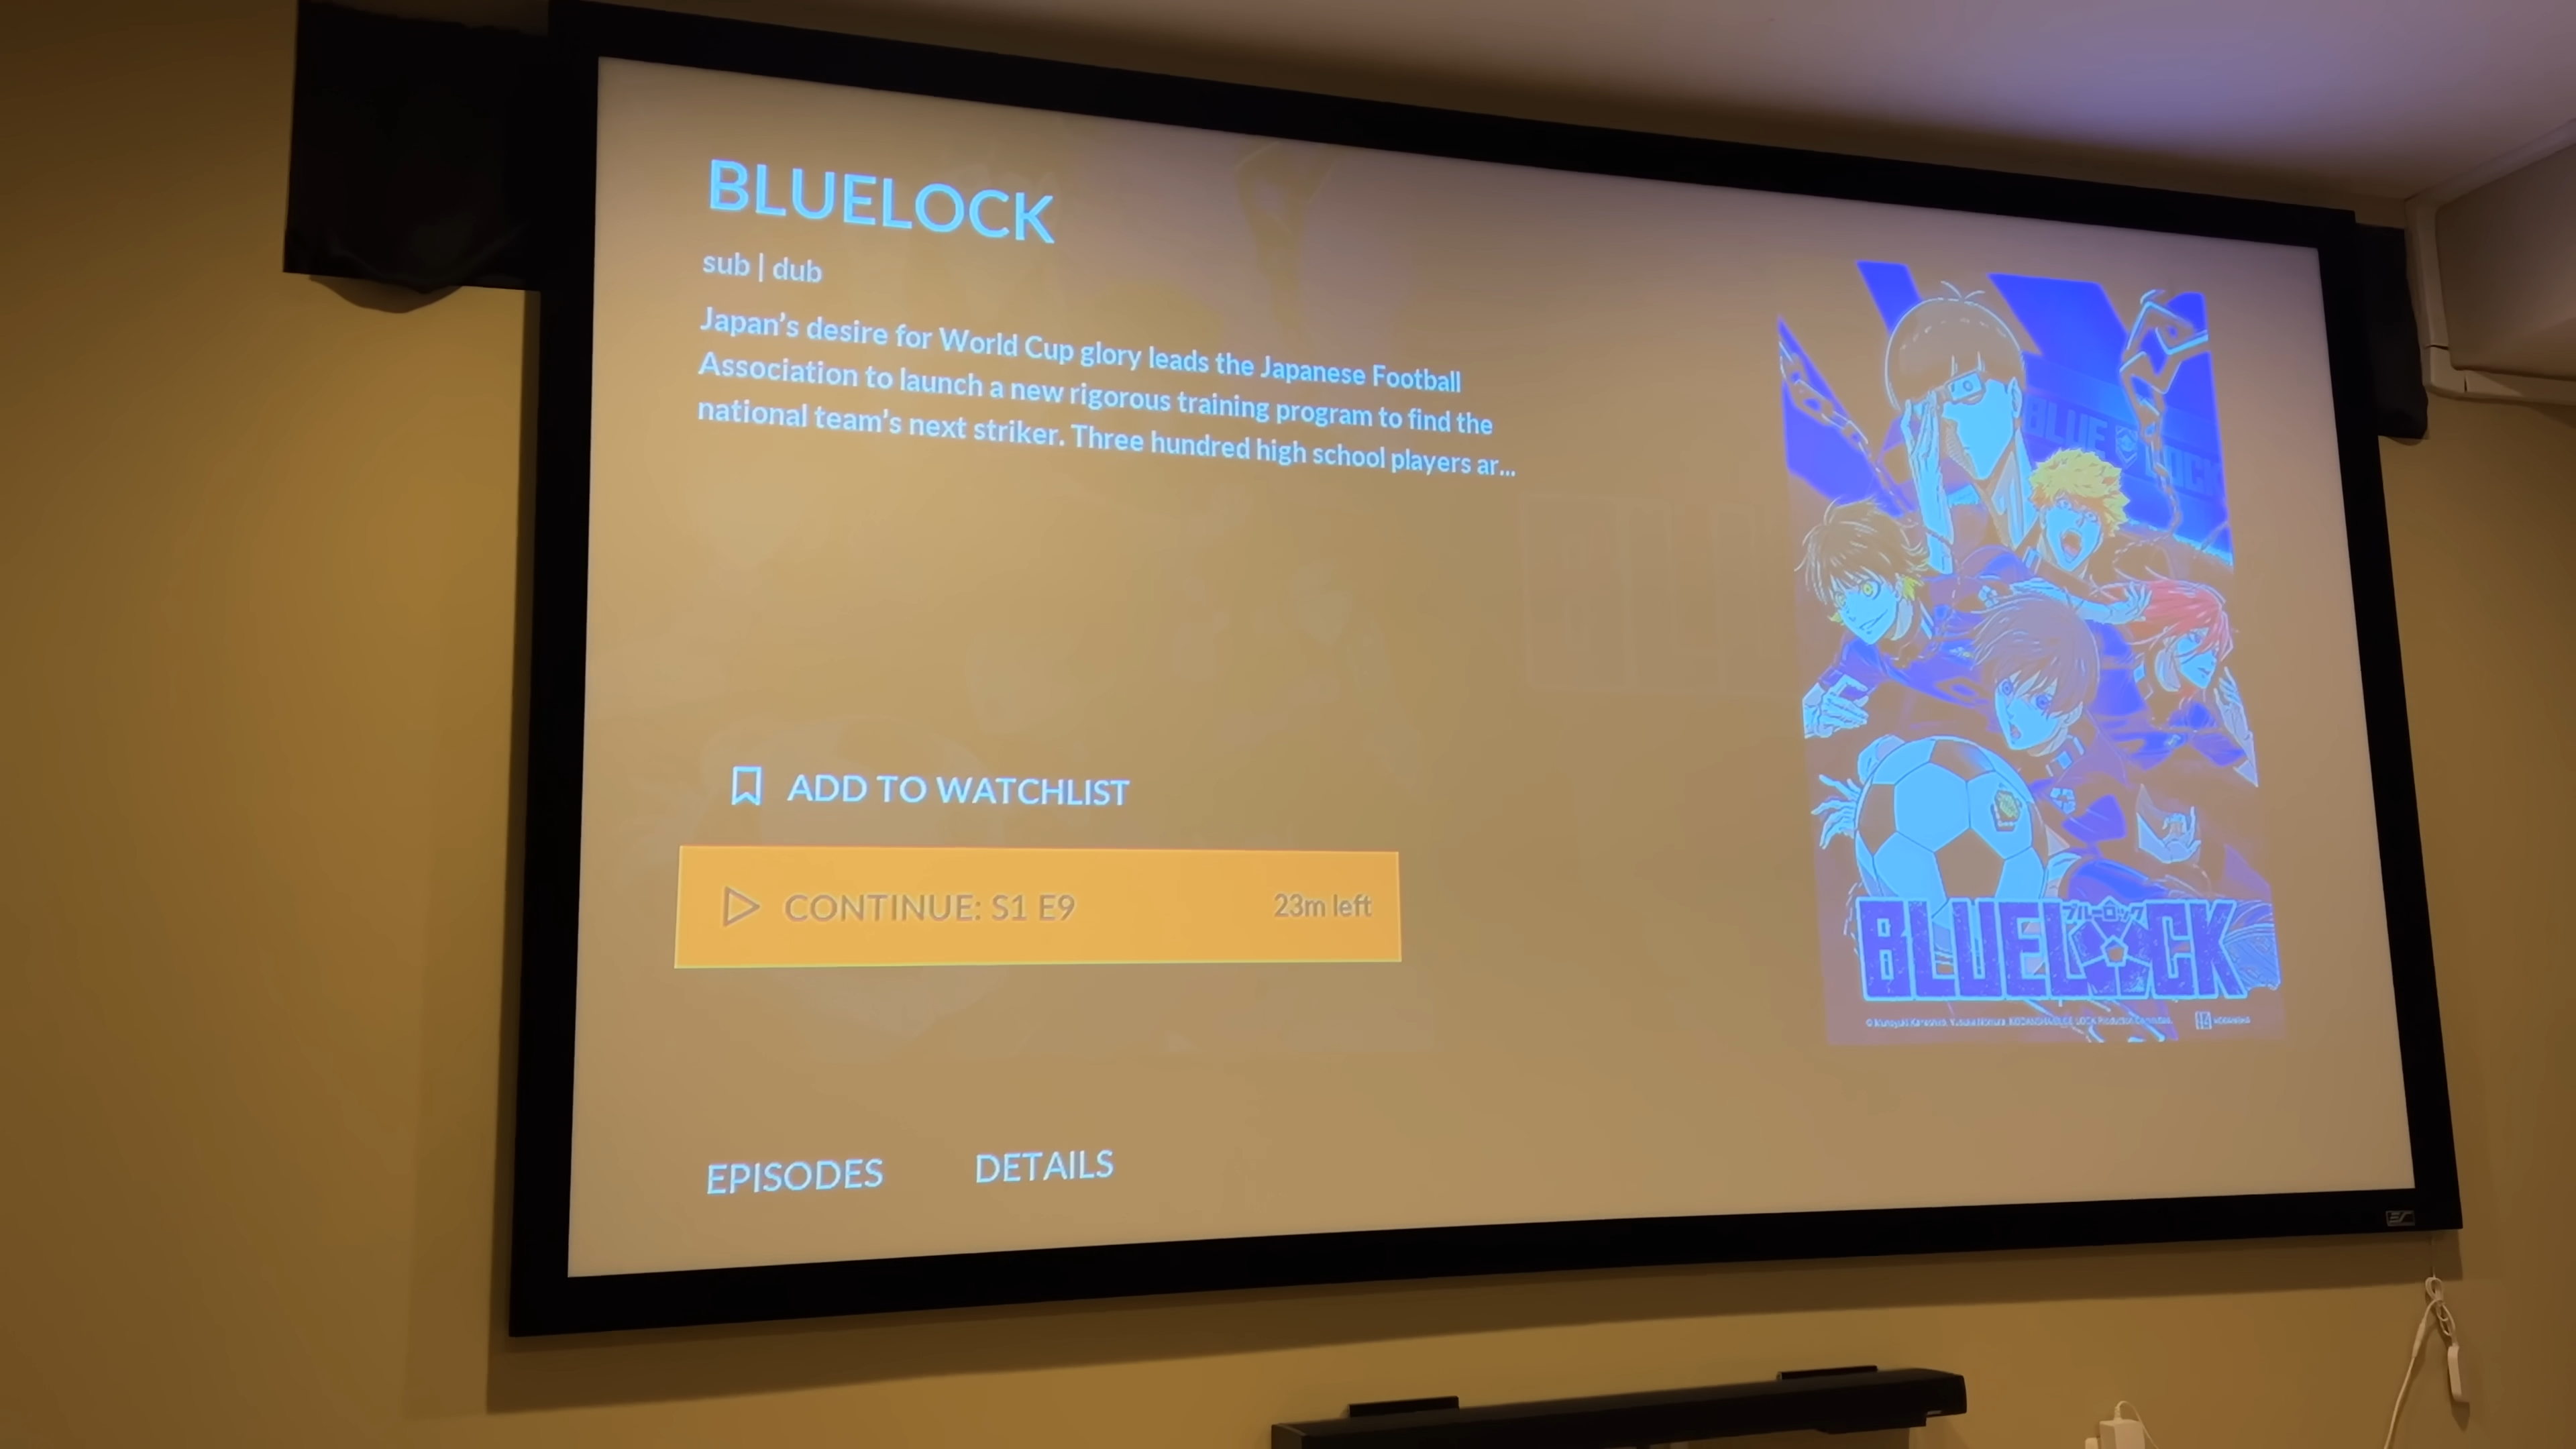 BLUELOCK
sub | dub
Japan's desire for World Cup glory leads the Japanese Football
Association to launch a new rigorous training program to find the
national team's next striker. Three hundred high school players ar...
ADD TO WATCHLIST
CONTINUE: S1 E9
23m left
EPISODES
DETAILS
BLUE LOCK
ブルーロック
BLUELOCK